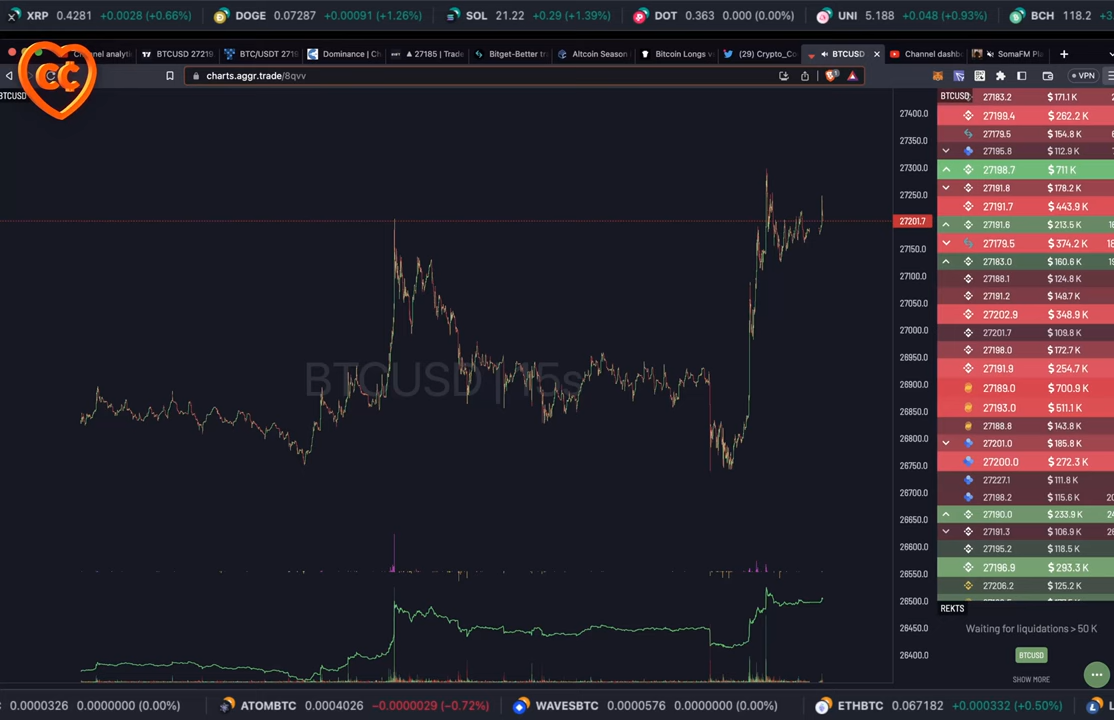 XRP 0.4281 +0.0028 (+0.66%) DOGE 0.07287 +0.00091 (+1.26%) SOL 21.22 +0.29 (+1.39%) DOT 0.363 0.000 (0.00%) UNI 5.188 +0.048 (+0.93%) BCH 118.2
Channel analyti BTCUSD 27219 BTC/USDT 2718 Dominance | Ch 27185 | Trade Bitget-Better tr Altcoin Season Bitcoin Longs v (23) Crypto_C BTCUSD Channel dashb SomaFM Pl
charts.aggr.trade/8qvv VPN
CC
BTCUSD
BTCUSD
27183.2 $171.1 K
27199.4 $262.2 K
27179.5 $154.8 K
27195.8 $112.9 K
27198.7 $711 K
27191.8 $178.2 K
27191.7 $443.9 K
27191.6 $213.5 K
27179.5 $374.2 K
27183.0 $160.6 K
27188.1 $124.8 K
27191.2 $149.7 K
27202.9 $348.9 K
27201.7 $109.8 K
27198.0 $172.7 K
27191.9 $254.7 K
27189.0 $700.9 K
27193.0 $511.1 K
27188.8 $143.8 K
27201.0 $185.8 K
27200.0 $272.3 K
27227.1 $111.8 K
27198.2 $115.6 K
27190.0 $233.9 K
27191.3 $106.9 K
27195.2 $118.5 K
27196.9 $293.3 K
27206.2 $125.2 K
27400.0
27350.0
27300.0
27250.0
27201.7
27150.0
27100.0
27050.0
27000.0
26950.0
26900.0
26850.0
26800.0
26750.0
26700.0
26650.0
26600.0
26550.0
26500.0
26450.0
26400.0
BTCUSD | 15s
REKTS
Waiting for liquidations > 50 K
BTCUSD
SHOW MORE
0.0000326 0.0000000 (0.00%) ATOMBTC 0.0004026 −0.0000029 (−0.72%) WAVESBTC 0.0000576 0.0000000 (0.00%) ETHBTC 0.067182 +0.000332 (+0.50%)